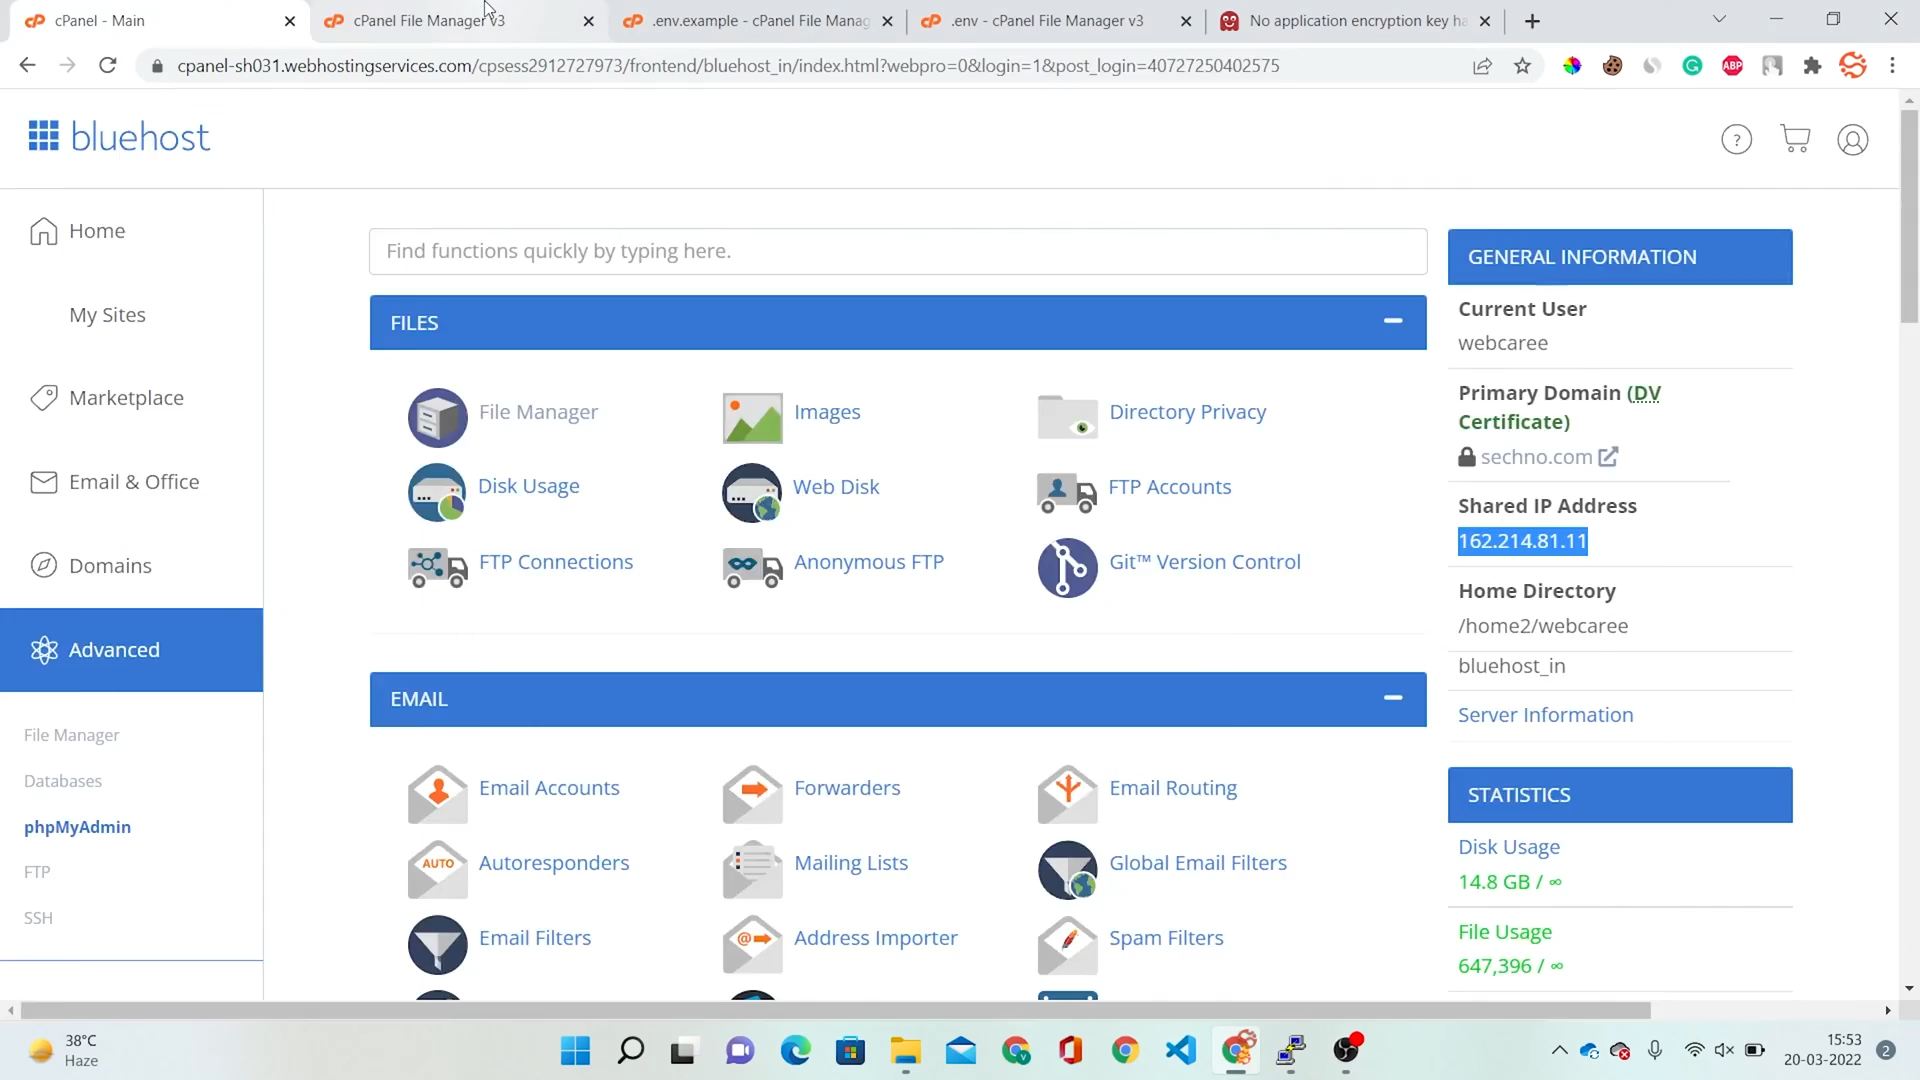 cPanel - Main
cPanel File Manager v3
.env.example - cPanel File Manag
.env - cPanel File Manager v3
No application encryption key ha
cpanel-sh031.webhostingservices.com/cpsess2912727973/frontend/bluehost_in/index.html?webpro=0&login=1&post_login=40727250402575
ABP
bluehost
?
Home
My Sites
Marketplace
Email & Office
Domains
Advanced
File Manager
Databases
phpMyAdmin
FTP
SSH
Find functions quickly by typing here.
FILES
File Manager
Images
Directory Privacy
Disk Usage
Web Disk
FTP Accounts
FTP Connections
Anonymous FTP
Git™ Version Control
EMAIL
Email Accounts
Forwarders
Email Routing
AUTO
Autoresponders
Mailing Lists
Global Email Filters
Email Filters
Address Importer
Spam Filters
GENERAL INFORMATION
Current User
webcaree
Primary Domain (DV
Certificate)
sechno.com
Shared IP Address
162.214.81.11
Home Directory
/home2/webcaree
bluehost_in
Server Information
STATISTICS
Disk Usage
14.8 GB / ∞
File Usage
647,396 / ∞
38°C
Haze
15:53
20-03-2022
2